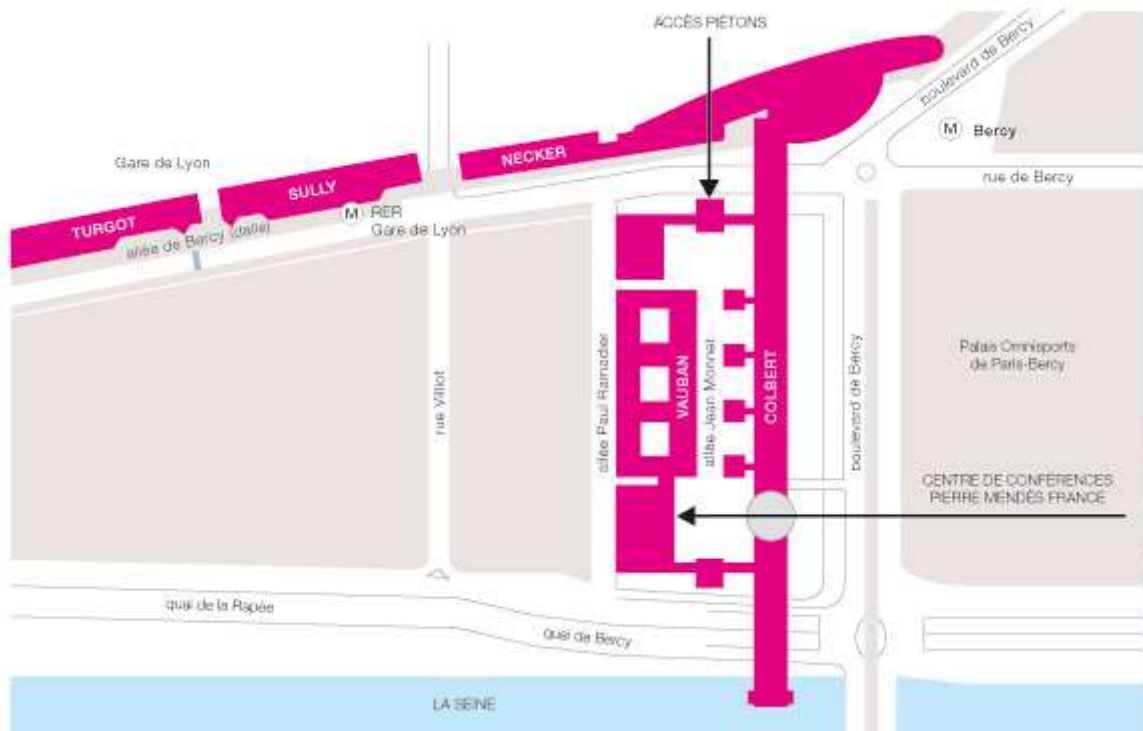 ACCÈS PIÉTONS
boulevard de Bercy
M Bercy
Gare de Lyon
NECKER
rue de Bercy
SULLY
TURGOT
M RER
Gare de Lyon
allée de Bercy (dalle)
Palais Omnisports
de Paris-Bercy
rue Villiot
allée Paul Ramadier
VAUBAN
allée Jean Monnet
COLBERT
boulevard de Bercy
CENTRE DE CONFÉRENCES
PIERRE MENDÈS FRANCE
quai de la Rapée
quai de Bercy
LA SEINE